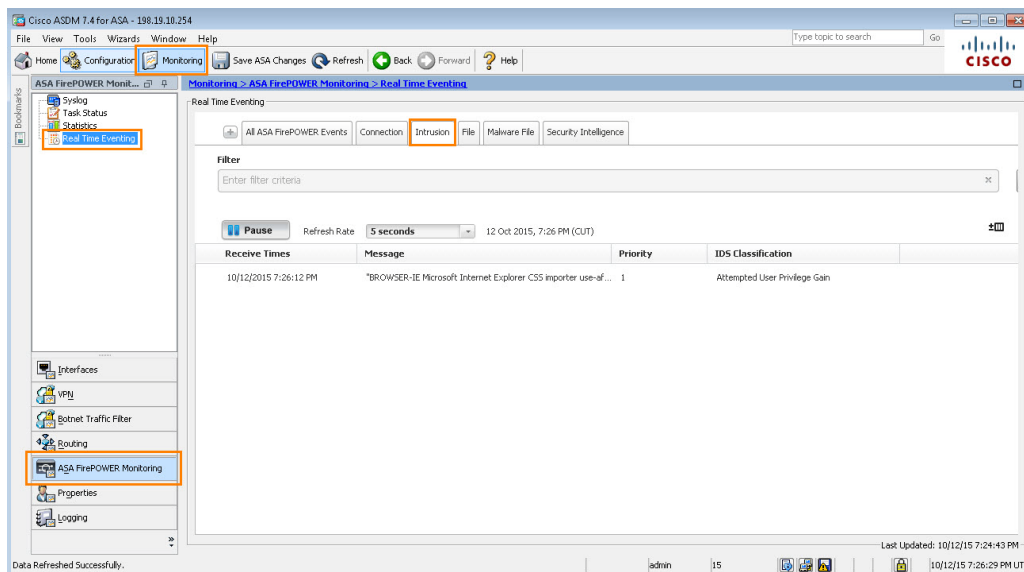 Cisco ASDM 7.4 for ASA - 198.19.10.254
File View Tools Wizards Window Help
Type topic to search Go
Home Configuration Monitoring Save ASA Changes Refresh Back Forward Help
CISCO
Bookmarks
ASA FirePOWER Monit...
Syslog
Task Status
Statistics
Real Time Eventing
Monitoring > ASA FirePOWER Monitoring > Real Time Eventing
Real Time Eventing
All ASA FirePOWER Events Connection Intrusion File Malware File Security Intelligence
Filter
Enter filter criteria
Pause Refresh Rate 5 seconds 12 Oct 2015, 7:26 PM (CUT)
Receive Times Message Priority IDS Classification
10/12/2015 7:26:12 PM "BROWSER-IE Microsoft Internet Explorer CSS importer use-af... 1 Attempted User Privilege Gain
Interfaces
VPN
Botnet Traffic Filter
Routing
ASA FirePOWER Monitoring
Properties
Logging
Last Updated: 10/12/15 7:24:43 PM
Data Refreshed Successfully. admin 15 10/12/15 7:26:29 PM UT